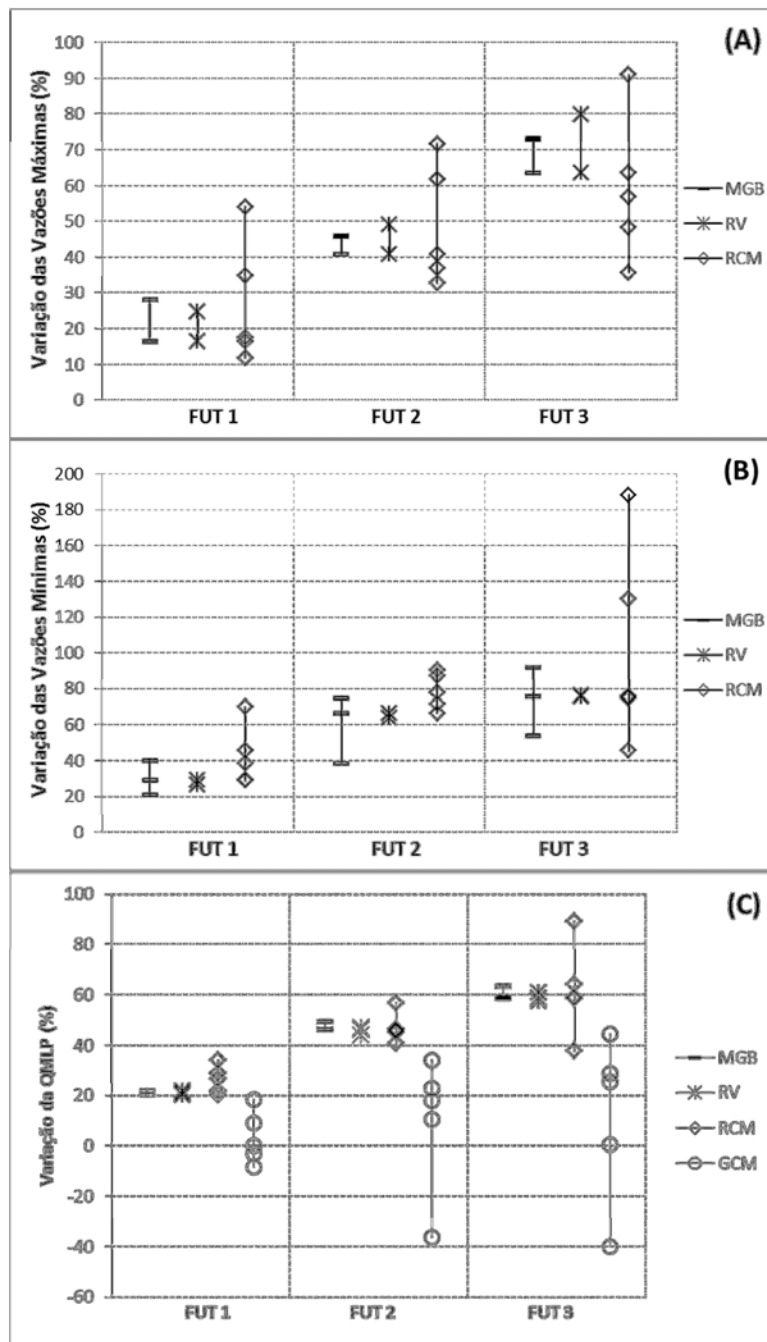 (A)
Variação das Vazões Máximas (%)
100
90
80
70
60
50
40
30
20
10
0
FUT 1
FUT 2
FUT 3
MGB
RV
RCM
(B)
Variação das Vazões Mínimas (%)
200
180
160
140
120
100
80
60
40
20
0
FUT 1
FUT 2
FUT 3
MGB
RV
RCM
(C)
Variação da QMLP (%)
100
80
60
40
20
0
-20
-40
-60
FUT 1
FUT 2
FUT 3
MGB
RV
RCM
GCM